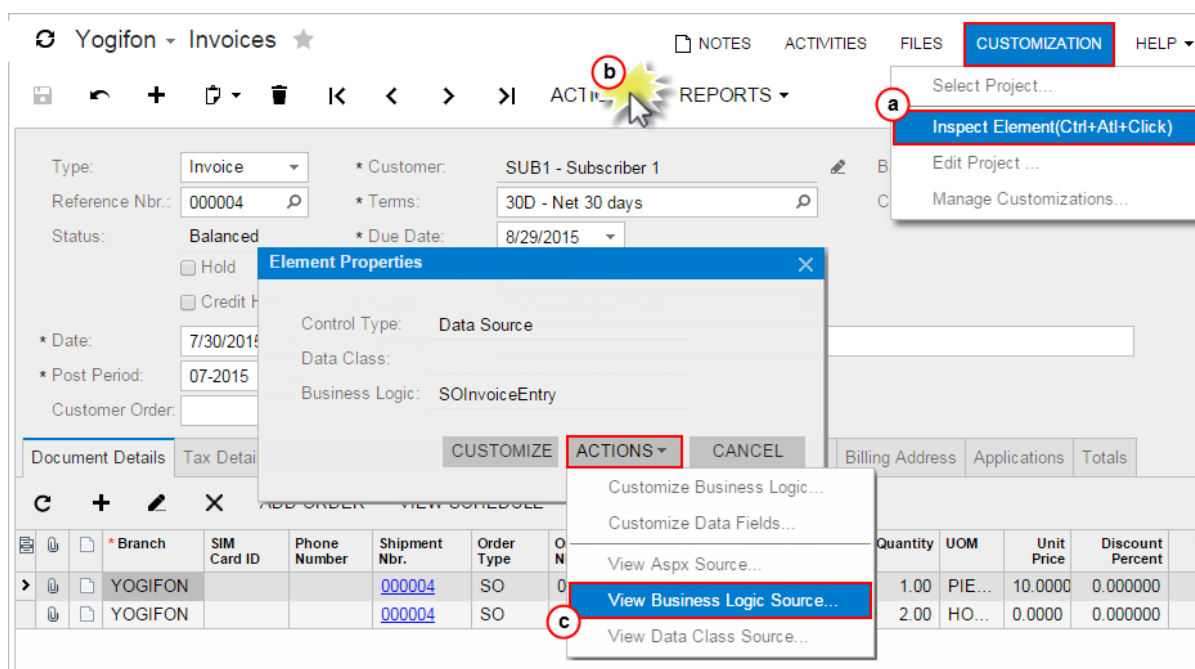 Yogifon Invoices
NOTES ACTIVITIES FILES CUSTOMIZATION HELP
b
REPORTS
Select Project...
a
Inspect Element(Ctrl+Atl+Click)
Edit Project ...
Manage Customizations...
Type: Invoice * Customer: SUB1 - Subscriber 1
Reference Nbr.: 000004 * Terms: 30D - Net 30 days
Status: Balanced * Due Date: 8/29/2015
Hold
Credit H
* Date: 7/30/2015
* Post Period: 07-2015
Customer Order:
Element Properties
Control Type: Data Source
Data Class:
Business Logic: SOInvoiceEntry
CUSTOMIZE ACTIONS CANCEL
Customize Business Logic...
Customize Data Fields...
View Aspx Source...
View Business Logic Source...
c
View Data Class Source...
Document Details Tax Detai Billing Address Applications Totals
ADD ORDER VIEW SCHEDULE
* Branch SIM Card ID Phone Number Shipment Nbr. Order Type Quantity UOM Unit Price Discount Percent
YOGIFON 000004 SO 1.00 PIE... 10.0000 0.000000
YOGIFON 000004 SO 2.00 HO... 0.0000 0.000000